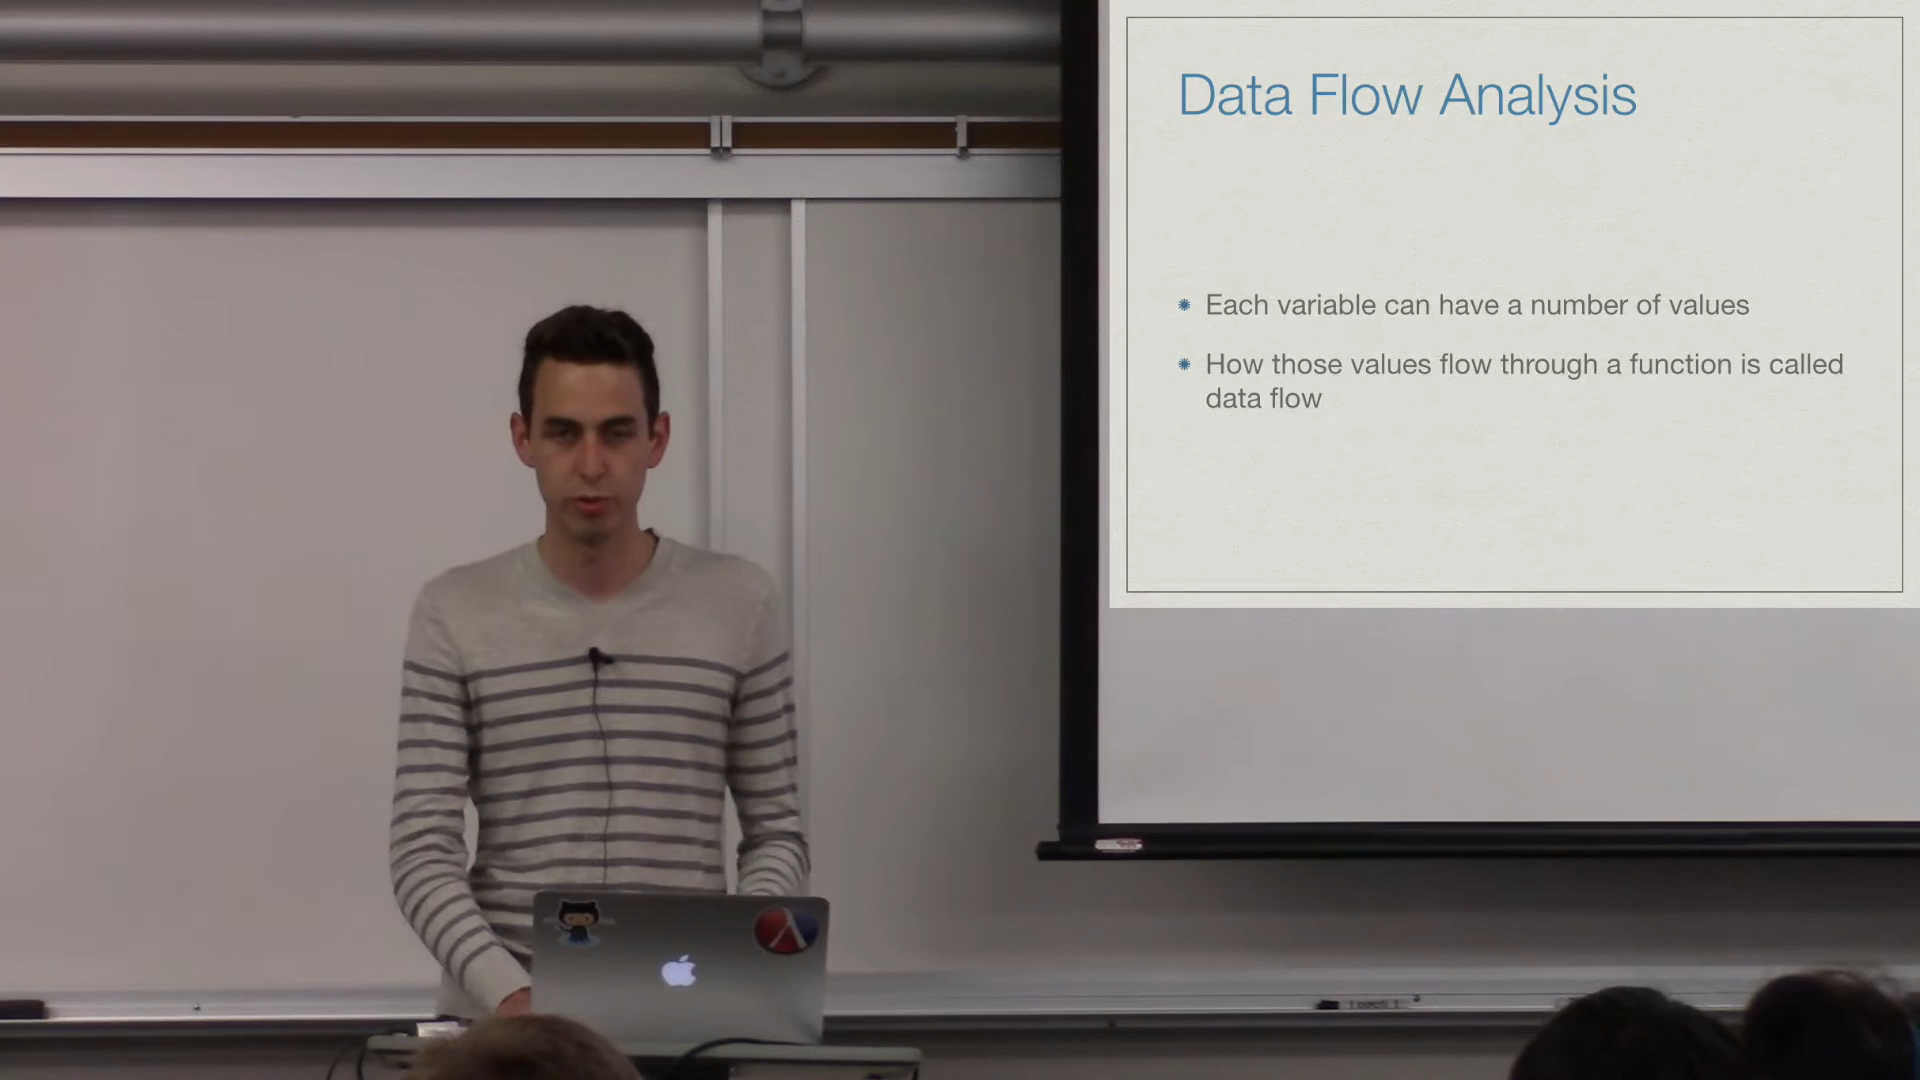 Data Flow Analysis
Each variable can have a number of values
How those values flow through a function is called
data flow